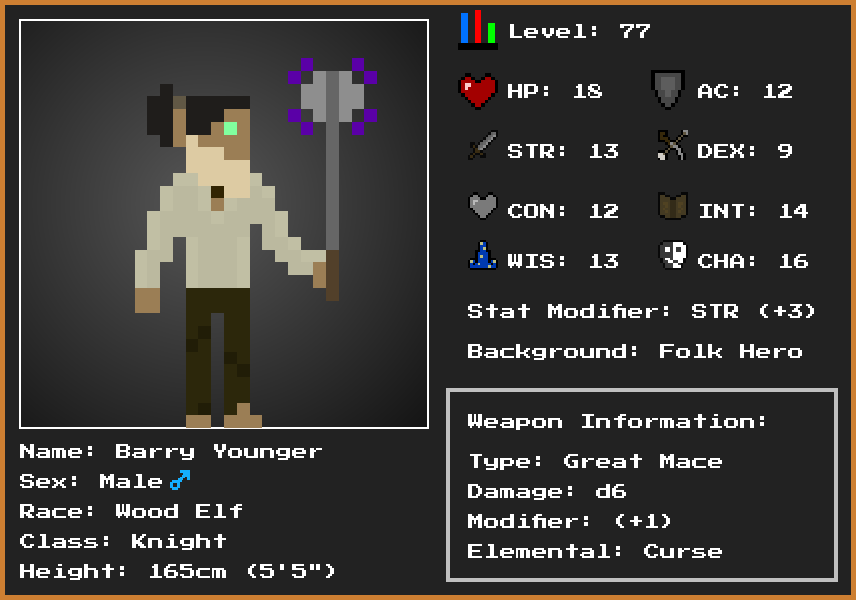 Level: 77
HP: 18
AC: 12
STR: 13
DEX: 9
CON: 12
INT: 14
WIS: 13
CHA: 16
Stat Modifier: STR (+3)
Background: Folk Hero
Weapon Information:
Type: Great Mace
Damage: d6
Modifier: (+1)
Elemental: Curse
Name: Barry Younger
Sex: Male♂
Race: Wood Elf
Class: Knight
Height: 165cm (5'5")